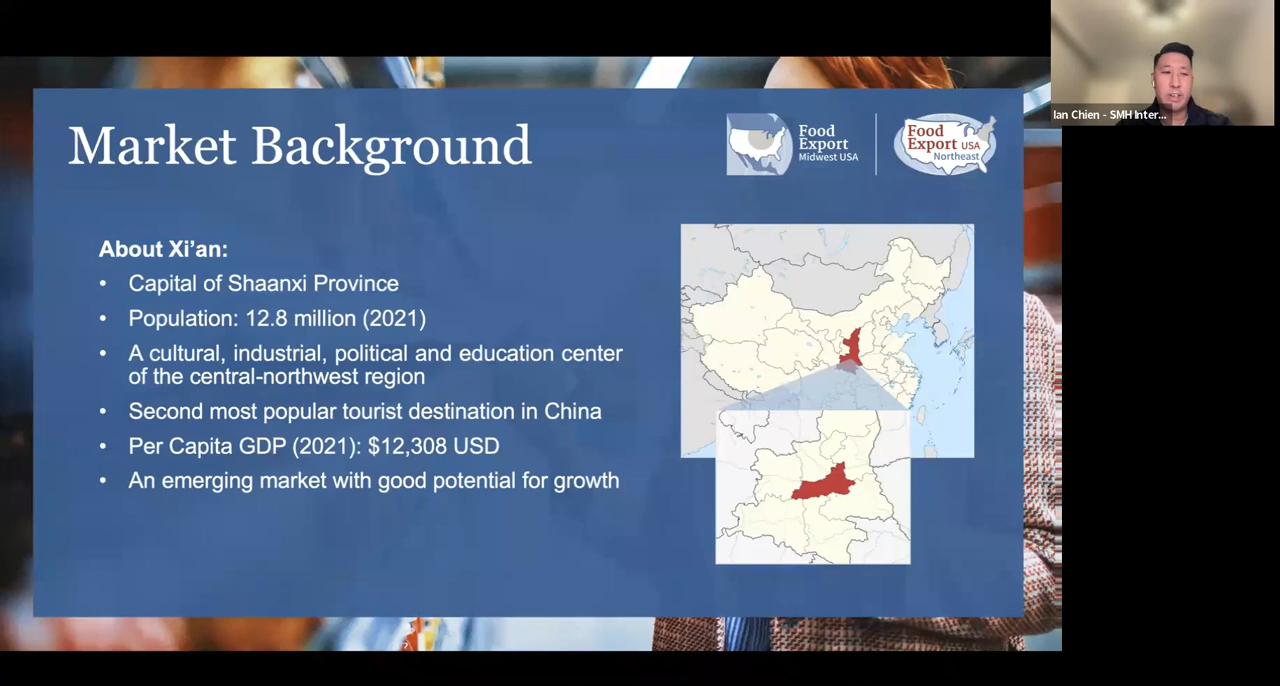 Market Background
Food
Export
Midwest USA
Food
Export USA
Northeast
Ian Chien - SMH Inter...
About Xi’an:
• Capital of Shaanxi Province
• Population: 12.8 million (2021)
• A cultural, industrial, political and education center
of the central-northwest region
• Second most popular tourist destination in China
• Per Capita GDP (2021): $12,308 USD
• An emerging market with good potential for growth